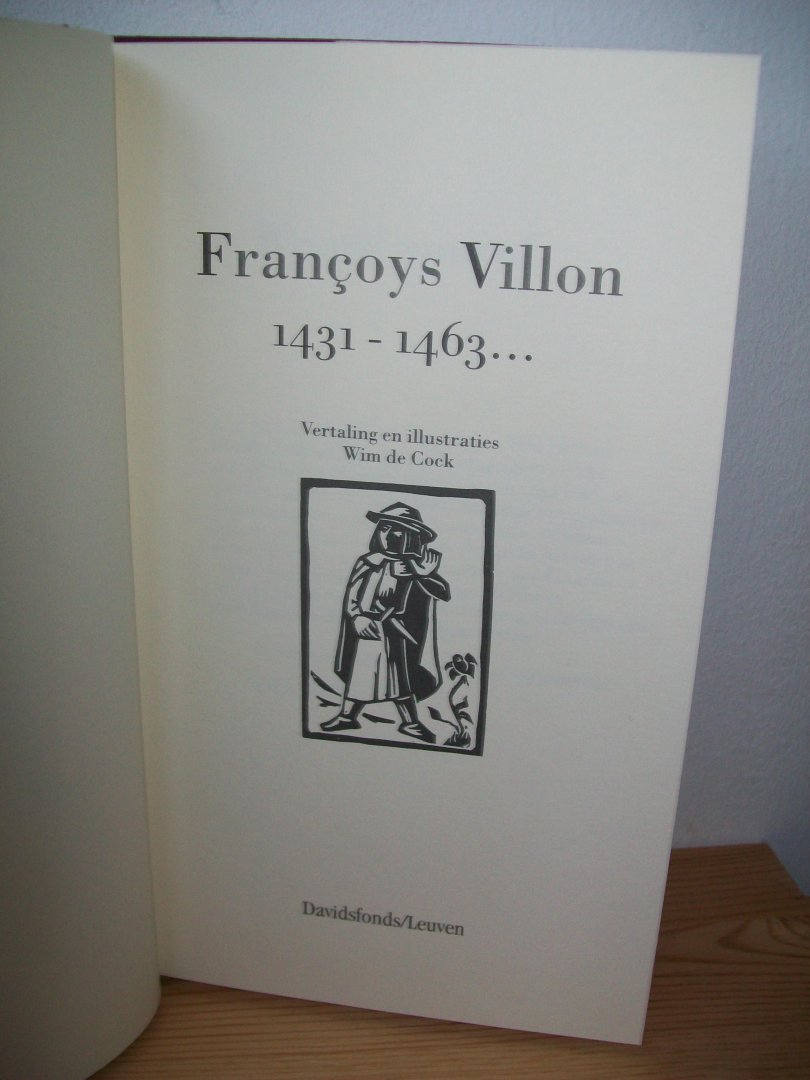 Françoys Villon
1431 - 1463...
Vertaling en illustraties
Wim de Cock
Davidsfonds/Leuven